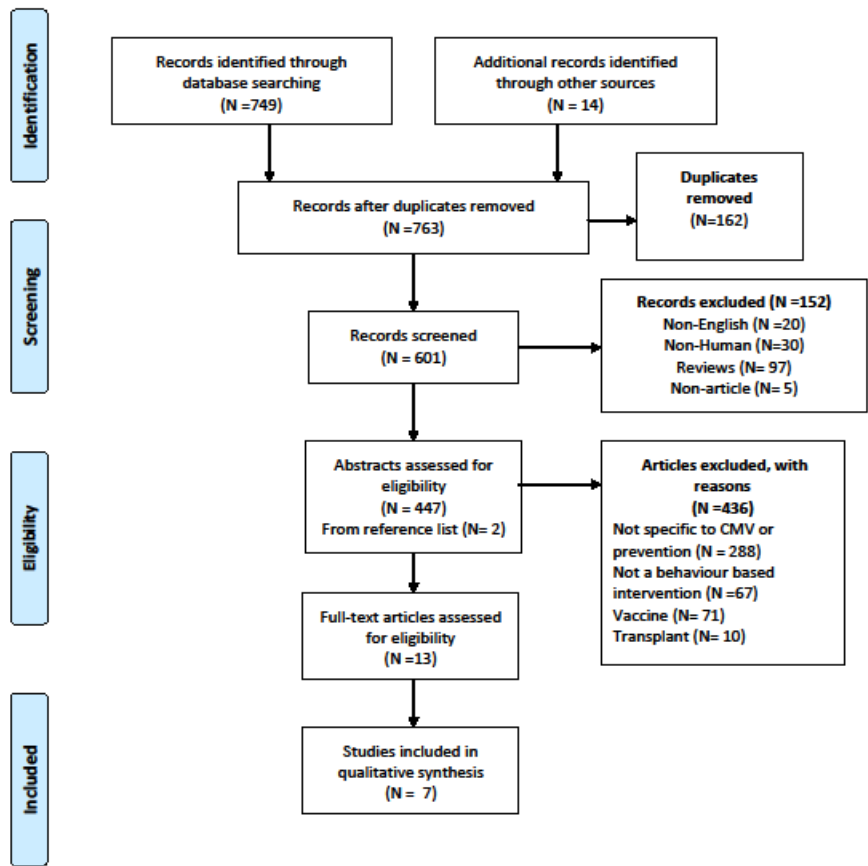 Identification
Records identified through
database searching
(N =749)
Additional records identified
through other sources
(N = 14)
Records after duplicates removed
(N =763)
Duplicates
removed
(N=162)
Screening
Records screened
(N = 601)
Records excluded (N =152)
Non-English (N =20)
Non-Human (N=30)
Reviews (N= 97)
Non-article (N= 5)
Eligibility
Abstracts assessed for
eligibility
(N = 447)
From reference list (N= 2)
Articles excluded, with
reasons
(N =436)
Not specific to CMV or
prevention (N = 288)
Not a behaviour based
intervention (N =67)
Vaccine (N= 71)
Transplant (N= 10)
Full-text articles assessed
for eligibility
(N =13)
Included
Studies included in
qualitative synthesis
(N = 7)